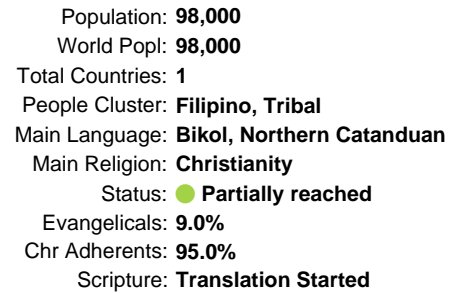 Population: 98,000
World Popl: 98,000
Total Countries: 1
People Cluster: Filipino, Tribal
Main Language: Bikol, Northern Catanduan
Main Religion: Christianity
Status: Partially reached
Evangelicals: 9.0%
Chr Adherents: 95.0%
Scripture: Translation Started